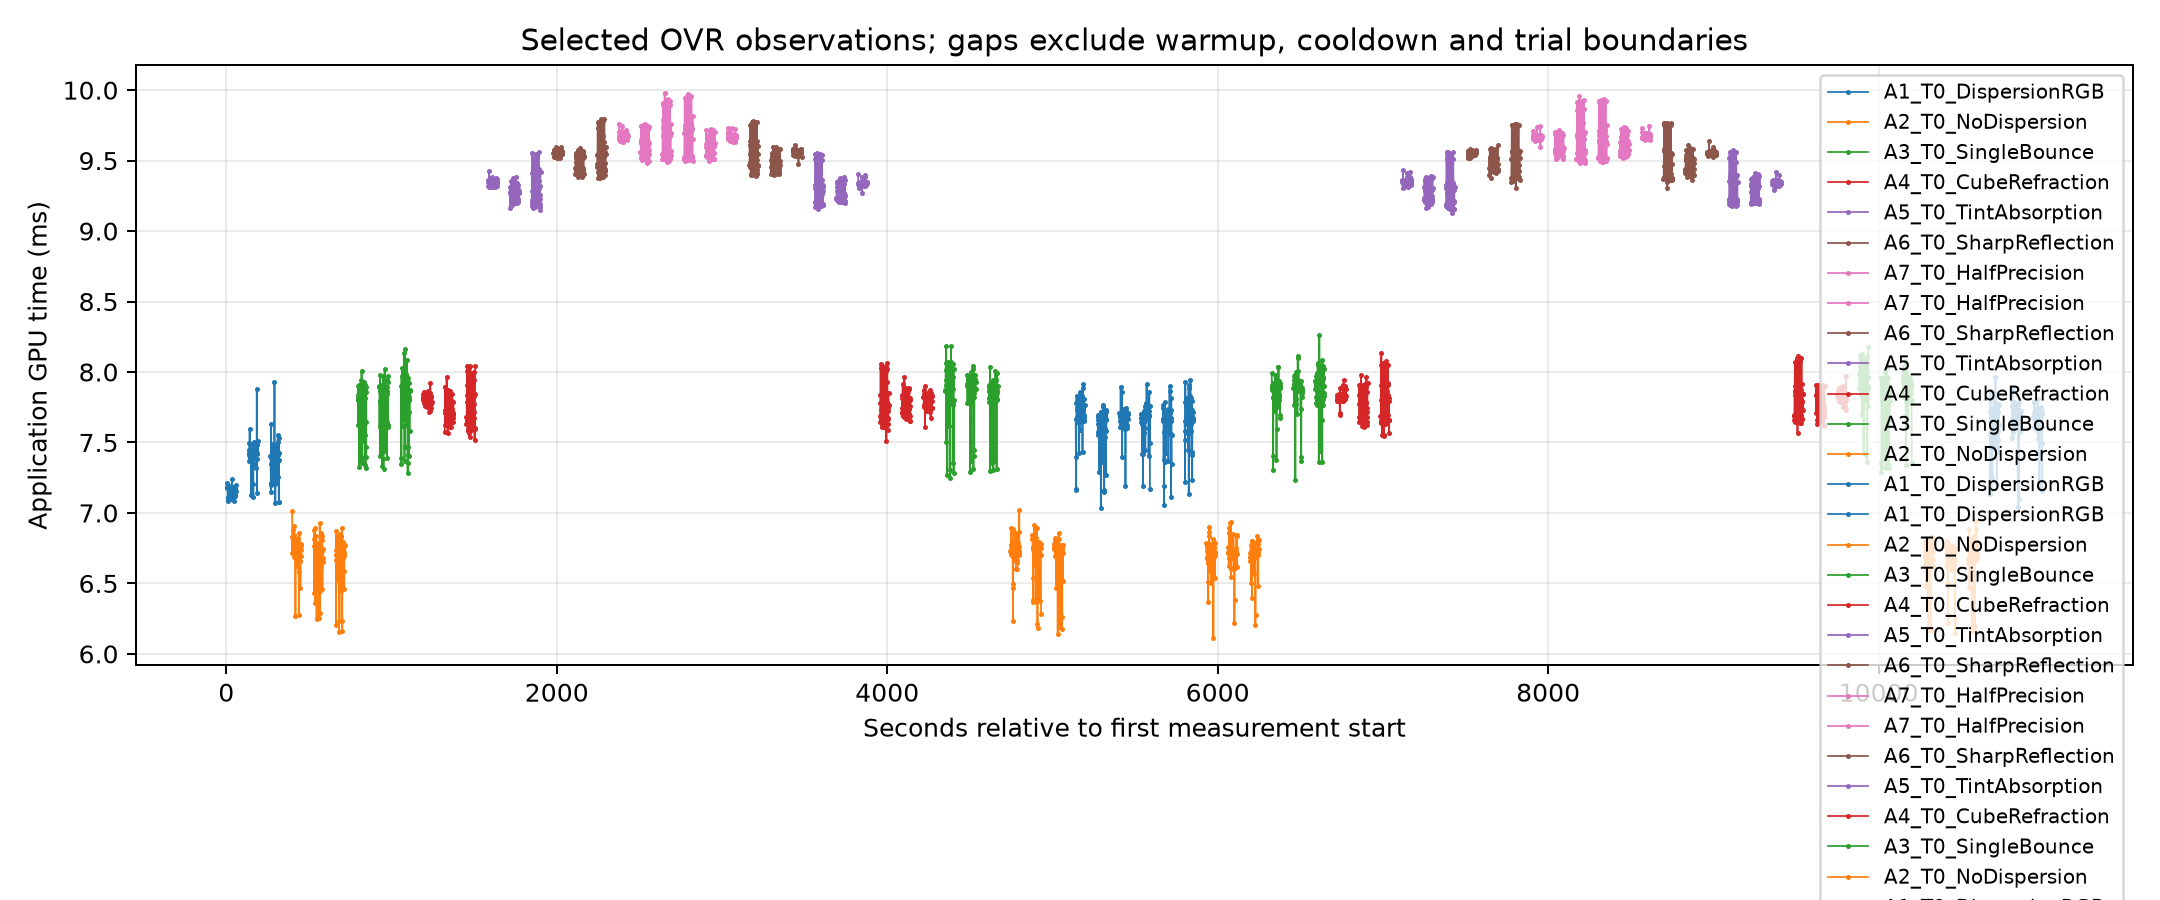 Selected OVR observations; gaps exclude warmup, cooldown and trial boundaries
Application GPU time (ms)
10.0
9.5
9.0
8.5
8.0
7.5
7.0
6.5
6.0
0
2000
4000
6000
8000
10000
Seconds relative to first measurement start
A1_T0_DispersionRGB
A2_T0_NoDispersion
A3_T0_SingleBounce
A4_T0_CubeRefraction
A5_T0_TintAbsorption
A6_T0_SharpReflection
A7_T0_HalfPrecision
A7_T0_HalfPrecision
A6_T0_SharpReflection
A5_T0_TintAbsorption
A4_T0_CubeRefraction
A3_T0_SingleBounce
A2_T0_NoDispersion
A1_T0_DispersionRGB
A1_T0_DispersionRGB
A2_T0_NoDispersion
A3_T0_SingleBounce
A4_T0_CubeRefraction
A5_T0_TintAbsorption
A6_T0_SharpReflection
A7_T0_HalfPrecision
A7_T0_HalfPrecision
A6_T0_SharpReflection
A5_T0_TintAbsorption
A4_T0_CubeRefraction
A3_T0_SingleBounce
A2_T0_NoDispersion